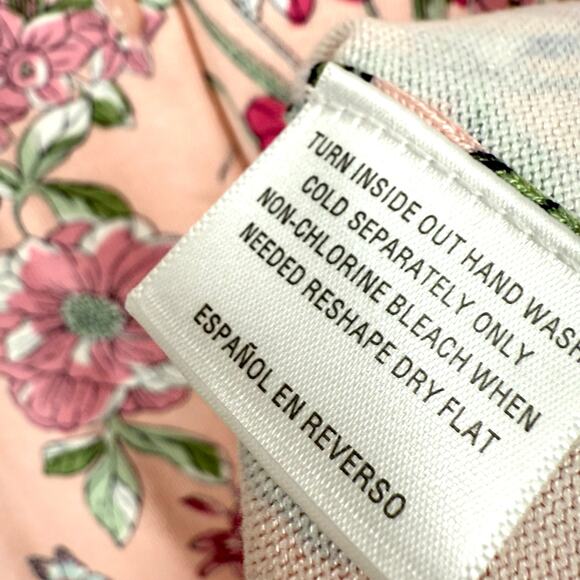 TURN INSIDE OUT HAND WASH
COLD SEPARATELY ONLY
NON-CHLORINE BLEACH WHEN
NEEDED RESHAPE DRY FLAT
ESPAÑOL EN REVERSO